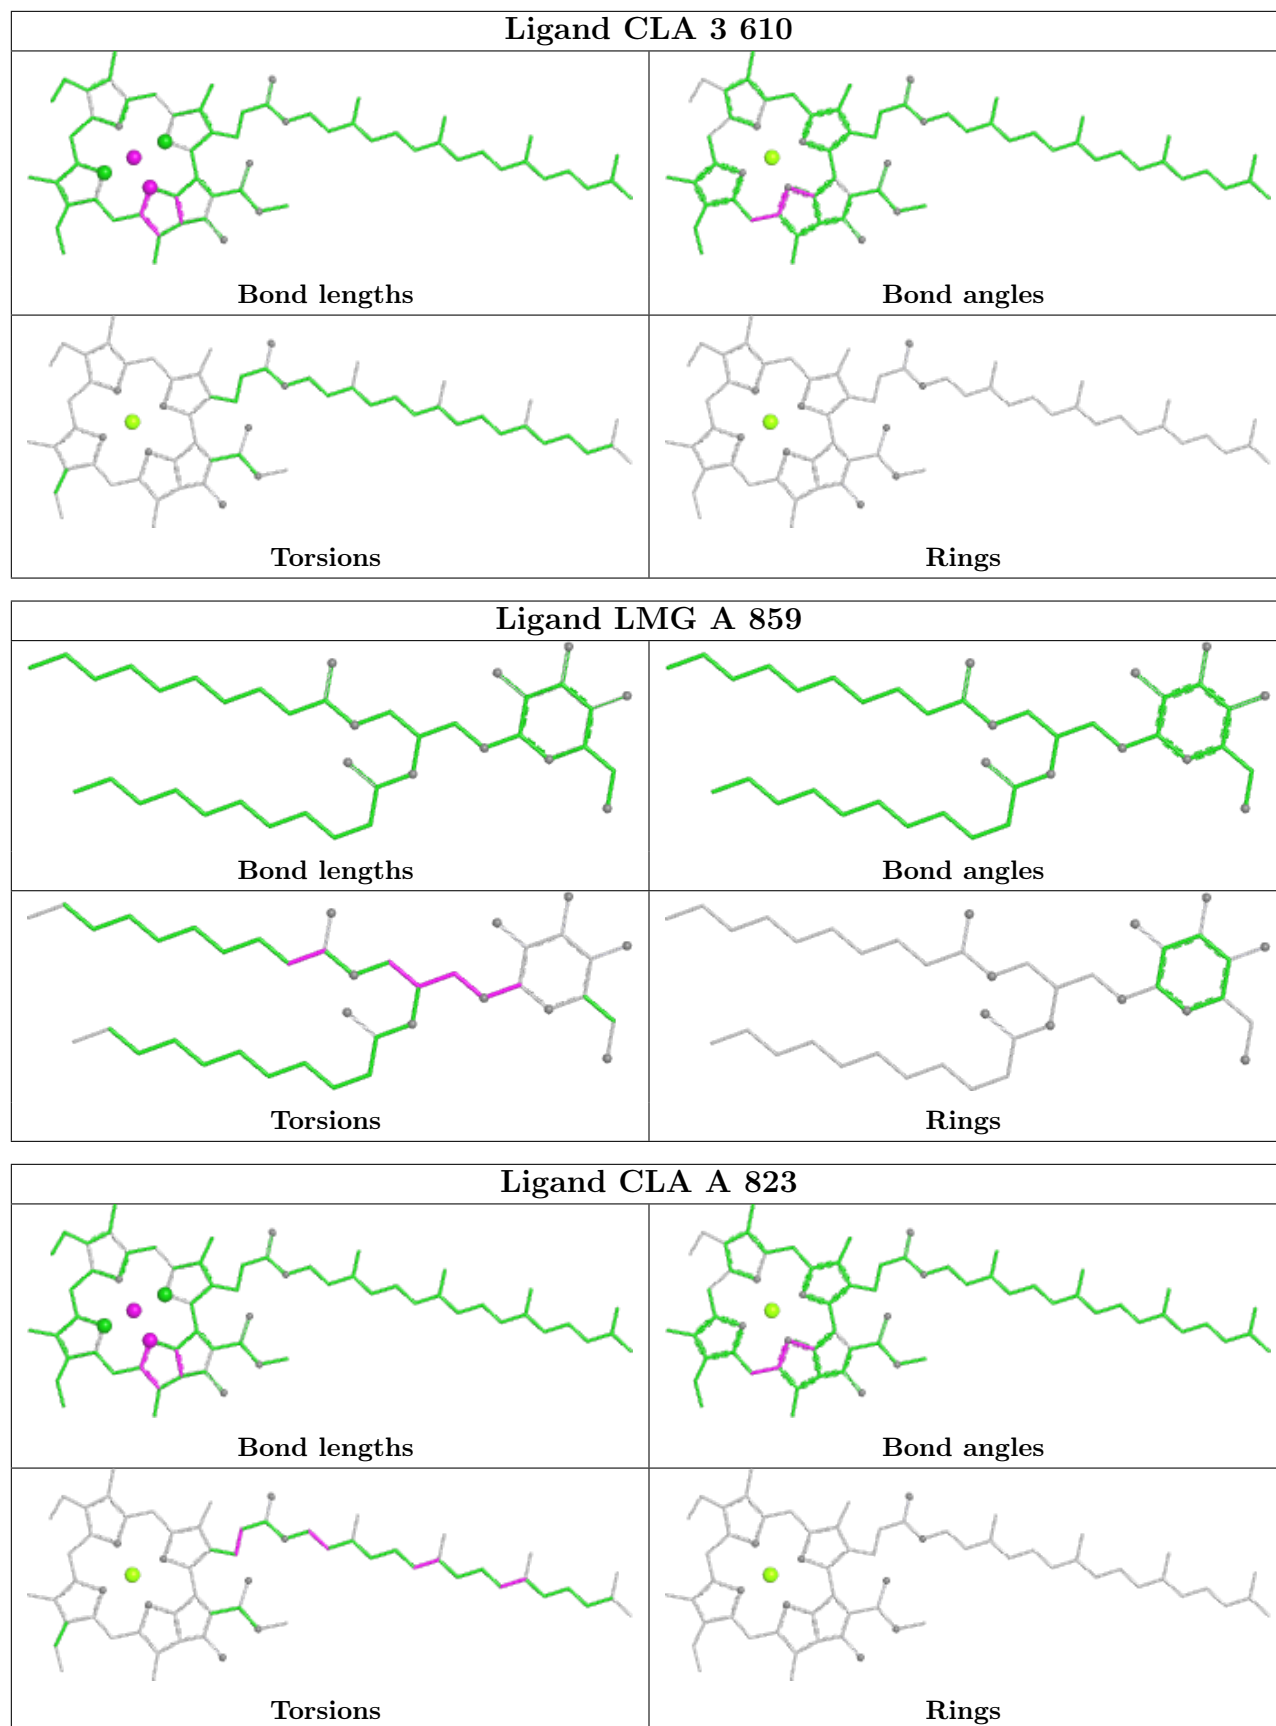 Ligand CLA 3 610
Bond lengths
Bond angles
Torsions
Rings
Ligand LMG A 859
Bond lengths
Bond angles
Torsions
Rings
Ligand CLA A 823
Bond lengths
Bond angles
Torsions
Rings